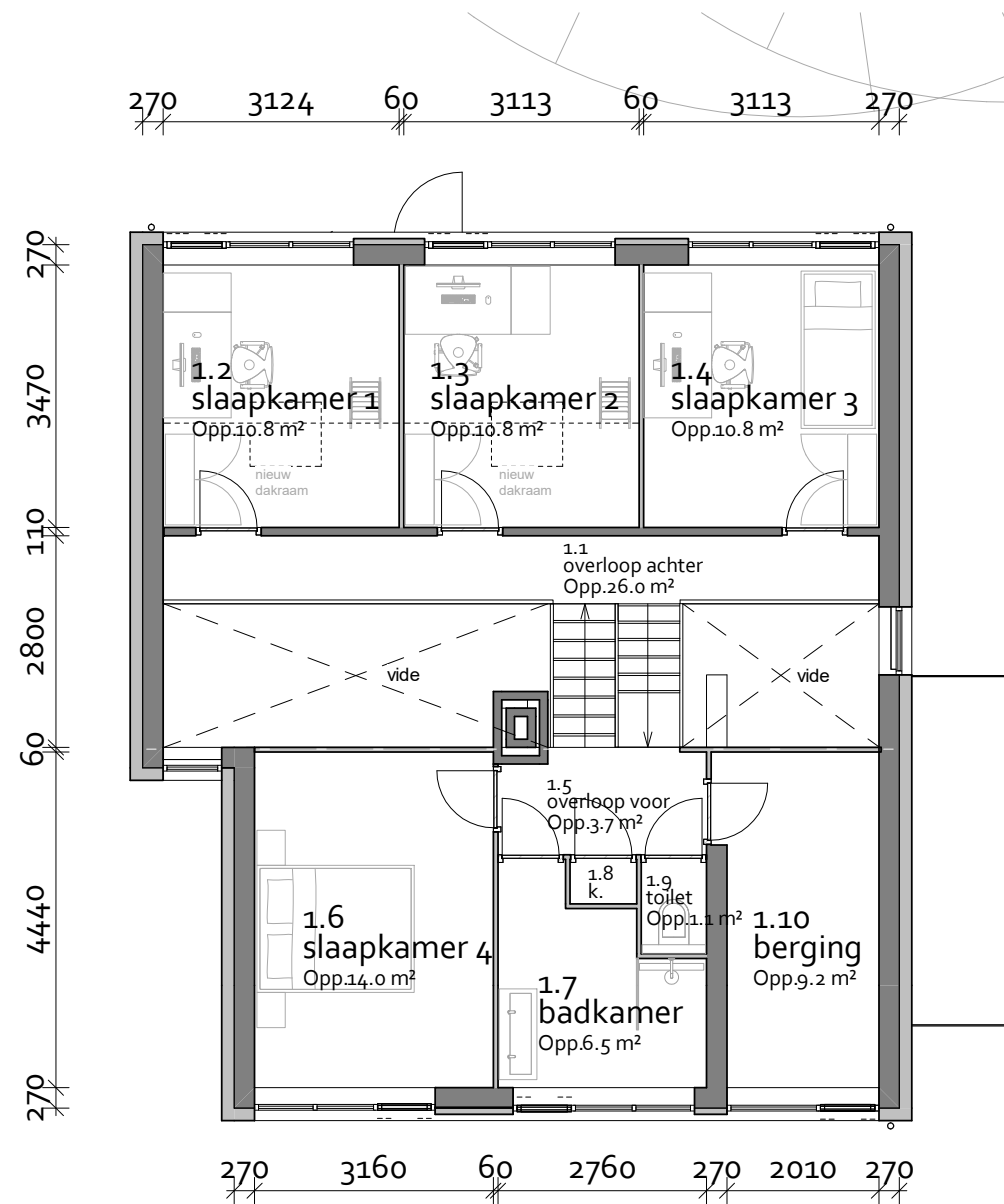 270 3124 60 3113 60 3113 270
270
3470
110
2800
60
4440
270
1.2
slaapkamer 1
Opp.10.8 m²
nieuw
dakraam
1.3
slaapkamer 2
Opp.10.8 m²
nieuw
dakraam
1.4
slaapkamer 3
Opp.10.8 m²
1.1
overloop achter
Opp.26.0 m²
vide
vide
1.5
overloop voor
Opp.3.7 m²
1.8
k.
1.9
toilet
Opp.1.1 m²
1.6
slaapkamer 4
Opp.14.0 m²
1.7
badkamer
Opp.6.5 m²
1.10
berging
Opp.9.2 m²
270 3160 60 2760 270 2010 270